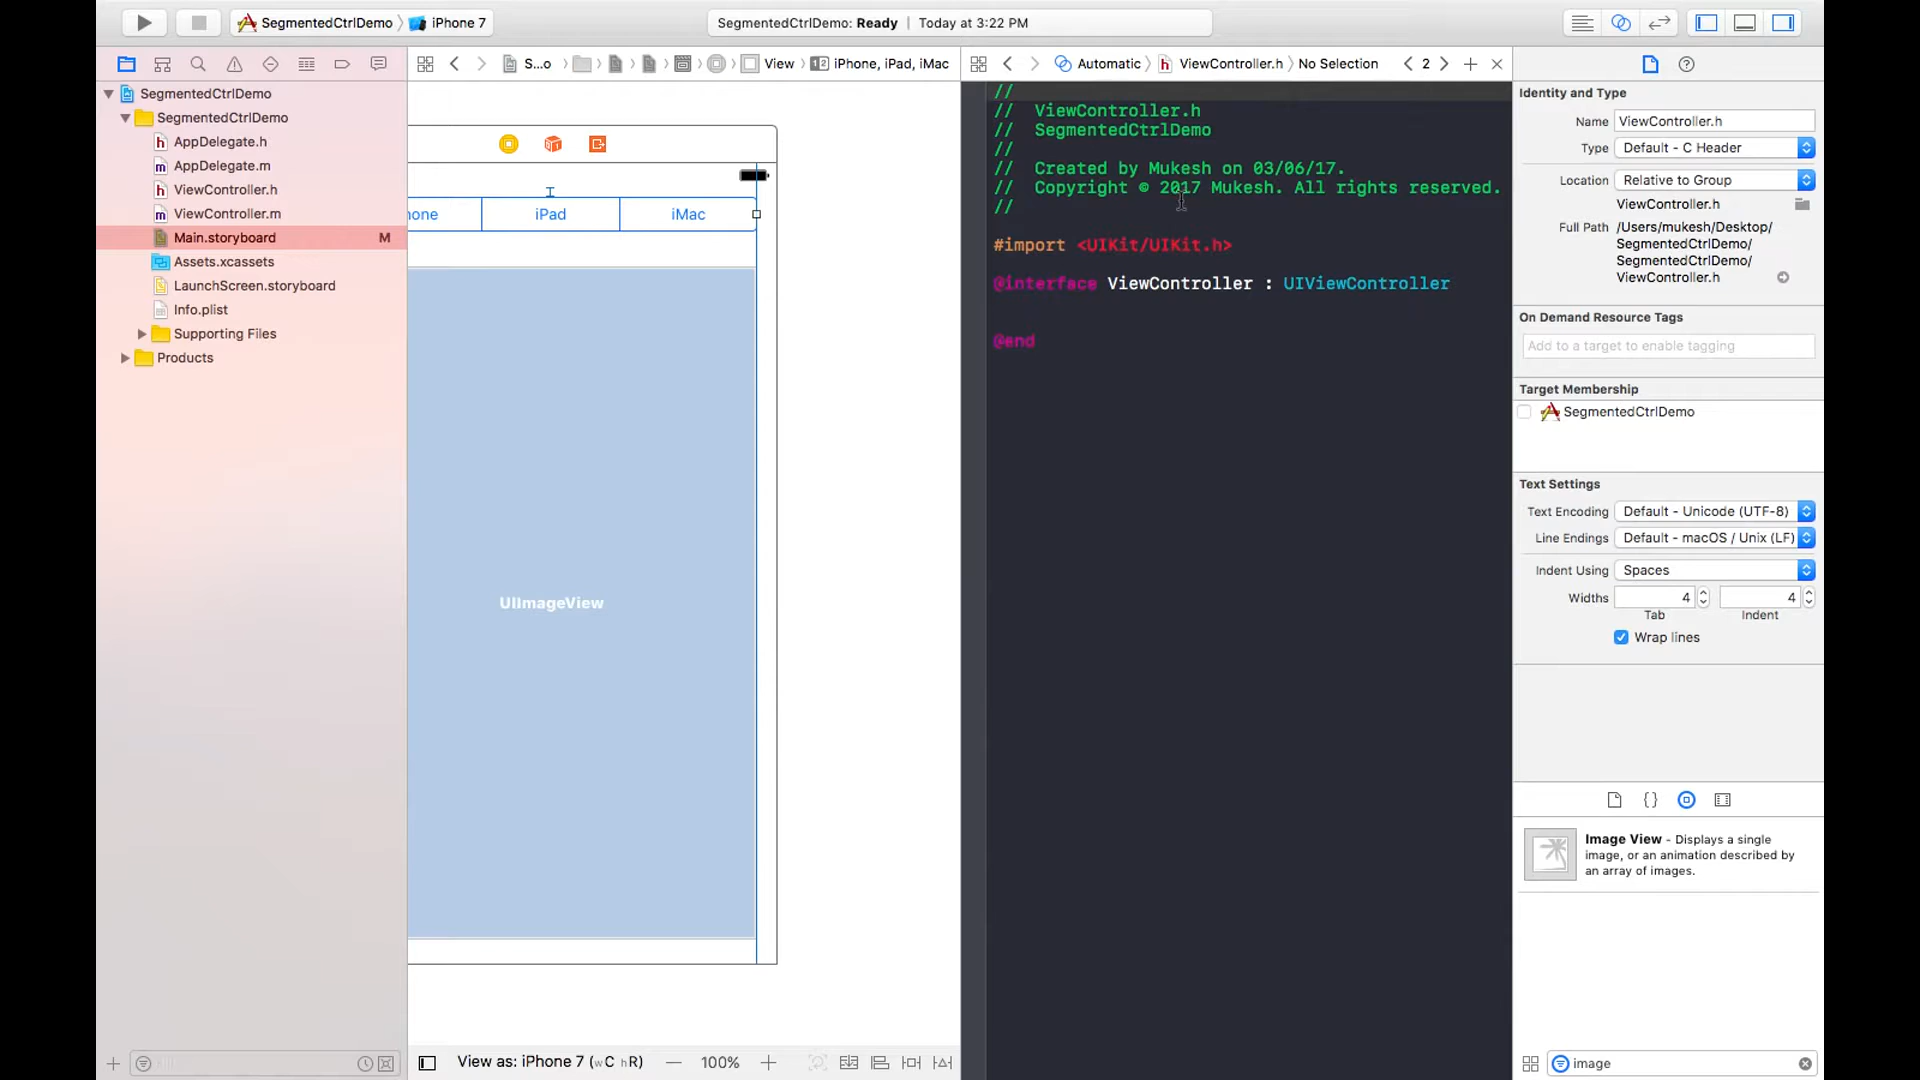 SegmentedCtrlDemo
iPhone 7
SegmentedCtrlDemo: Ready | Today at 3:22 PM
S...o
View
iPhone, iPad, iMac
Automatic
ViewController.h
No Selection
2
SegmentedCtrlDemo
SegmentedCtrlDemo
AppDelegate.h
AppDelegate.m
ViewController.h
ViewController.m
Main.storyboard M
Assets.xcassets
LaunchScreen.storyboard
Info.plist
Supporting Files
Products
hone
iPad
iMac
UIImageView
View as: iPhone 7 (wC hR)
100%
//
// ViewController.h
// SegmentedCtrlDemo
//
// Created by Mukesh on 03/06/17.
// Copyright © 2017 Mukesh. All rights reserved.
//
#import <UIKit/UIKit.h>
@interface ViewController : UIViewController
@end
Identity and Type
Name ViewController.h
Type Default - C Header
Location Relative to Group
ViewController.h
Full Path /Users/mukesh/Desktop/
SegmentedCtrlDemo/
SegmentedCtrlDemo/
ViewController.h
On Demand Resource Tags
Add to a target to enable tagging
Target Membership
SegmentedCtrlDemo
Text Settings
Text Encoding Default - Unicode (UTF-8)
Line Endings Default - macOS / Unix (LF)
Indent Using Spaces
Widths 4 4
Tab Indent
Wrap lines
Image View - Displays a single
image, or an animation described by
an array of images.
image